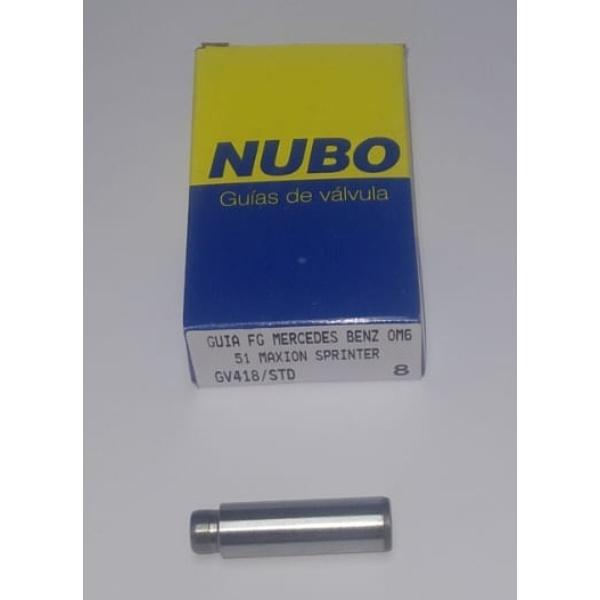 NUBO
Guías de válvula
GUIA FG MERCEDES BENZ OM6
51 MAXION SPRINTER
GV418/STD 8